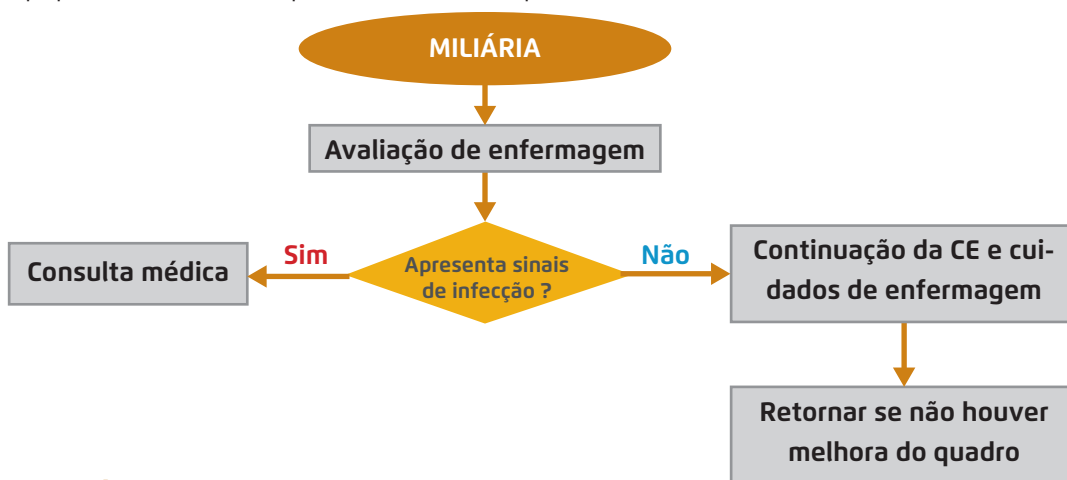 MILIÁRIA
Avaliação de enfermagem
Apresenta sinais
de infecção ?
Sim
Consulta médica
Não
Continuação da CE e cui-
dados de enfermagem
Retornar se não houver
melhora do quadro